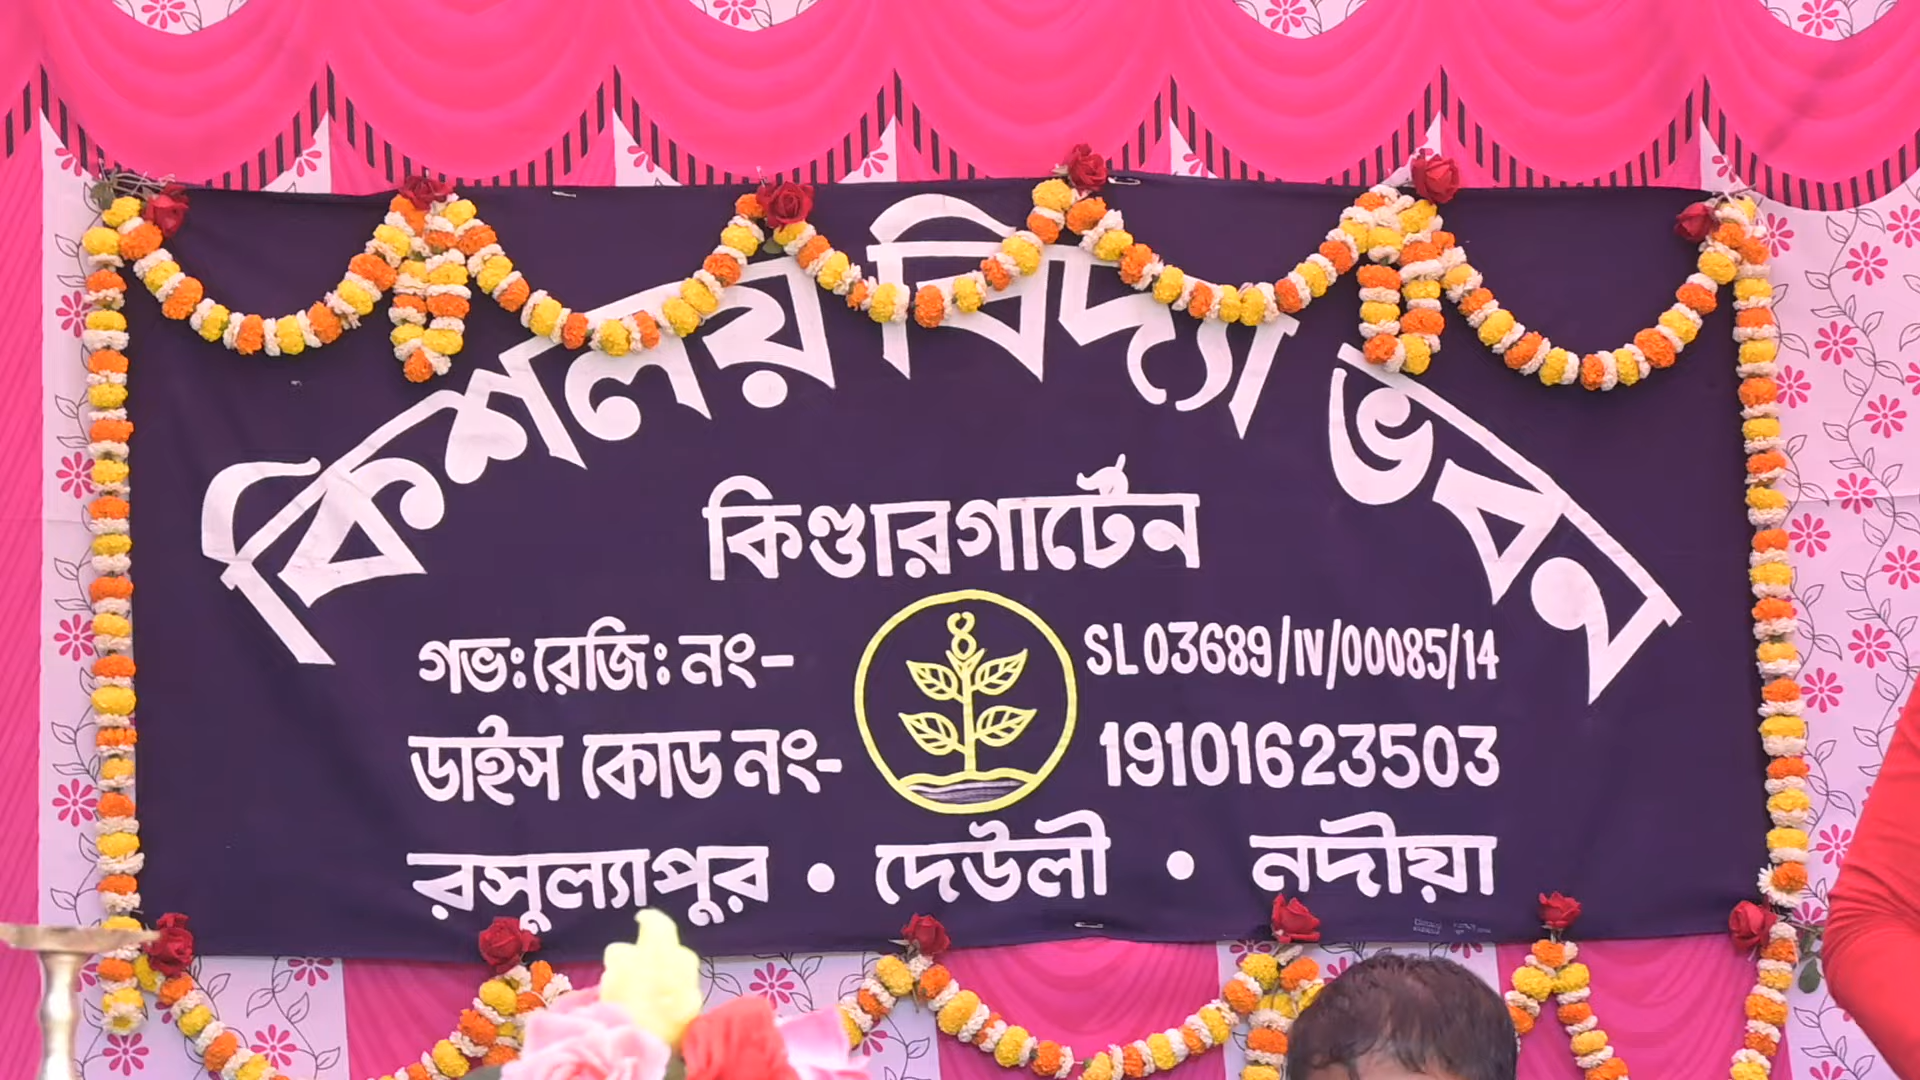 কিশলয় বিদ্যা ভবন
কিণ্ডারগার্টেন
গভঃ রেজিঃ নং- SL 03689/IV/00085/14
ডাইস কোড নং- 19101623503
রসুল্যাপুর • দেউলী • নদীয়া